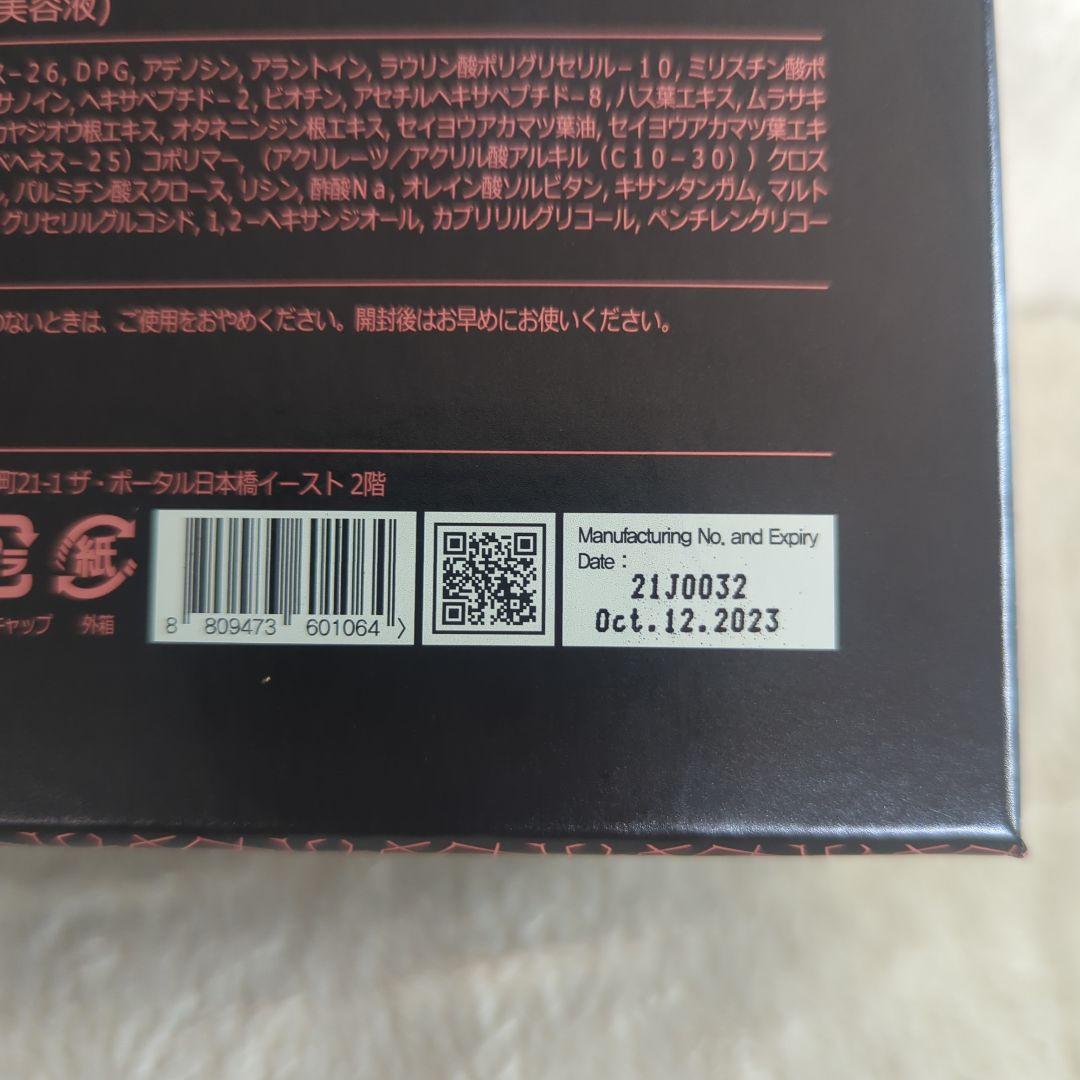 美容液)
ス-26, DPG, アデノシン, アラントイン, ラウリン酸ポリグリセリル-10, ミリスチン酸ポ
サノイン, ヘキサペプチド-2, ビオチン, アセチルヘキサペプチド-8, ハス葉エキス, ムラサキ
カヤジオウ根エキス, オタネニンジン根エキス, セイヨウアカマツ葉油, セイヨウアカマツ葉エキ
ベヘネス-25) コポリマー, (アクリレーツ/アクリル酸アルキル (C10-30)) クロス
パルミチン酸スクロース, リシン, 酢酸Na, オレイン酸ソルビタン, キサンタンガム, マルト
グリセリルグルコシド, 1,2-ヘキサンジオール, カプリリルグリコール, ペンチレングリコー
のないときは、ご使用をおやめください。開封後はお早めにお使いください。
町21-1 ザ・ポータル日本橋イースト 2階
紙
キャップ 外箱
8 809473 601064 >
Manufacturing No. and Expiry
Date :
21J0032
Oct.12.2023